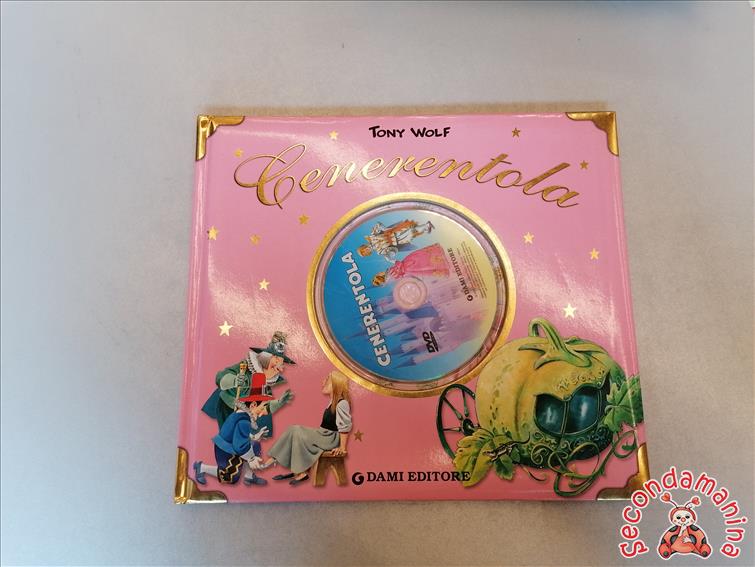 TONY WOLF
Cenerentola
CENERENTOLA
DAMI EDITORE
DVD
DAMI EDITORE
secondamanina